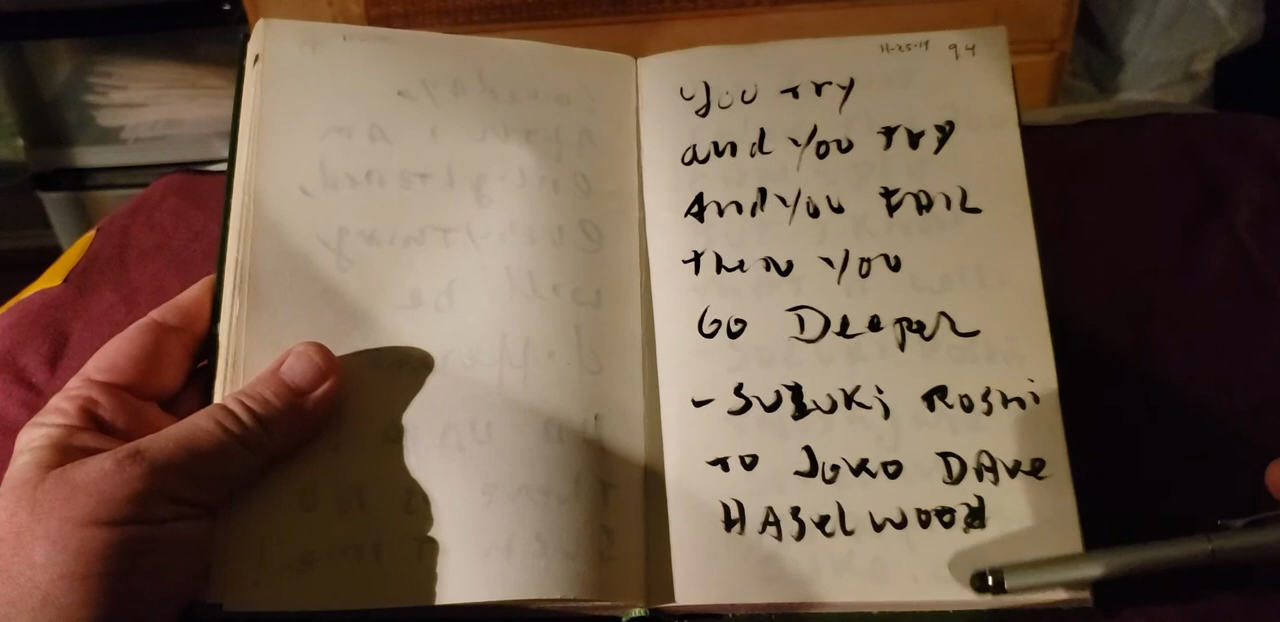 11-25-19 94
you Try
and you Try
And you FAIL
then you
Go Deeper
- SUZUKi ROSHi
TO JOKO DAve
HASelwood